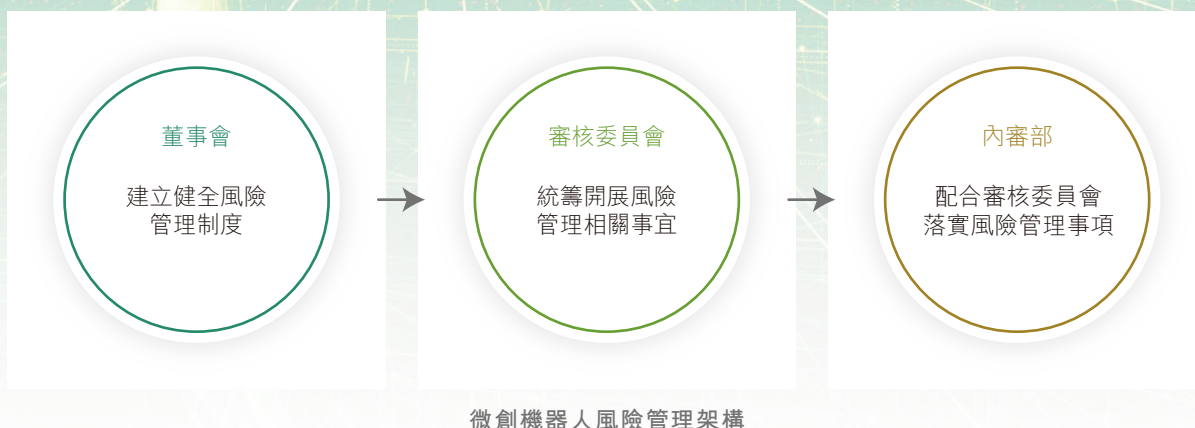 董事會
建立健全風險
管理制度
審核委員會
統籌開展風險
管理相關事宜
內審部
配合審核委員會
落實風險管理事項
微創機器人風險管理架構